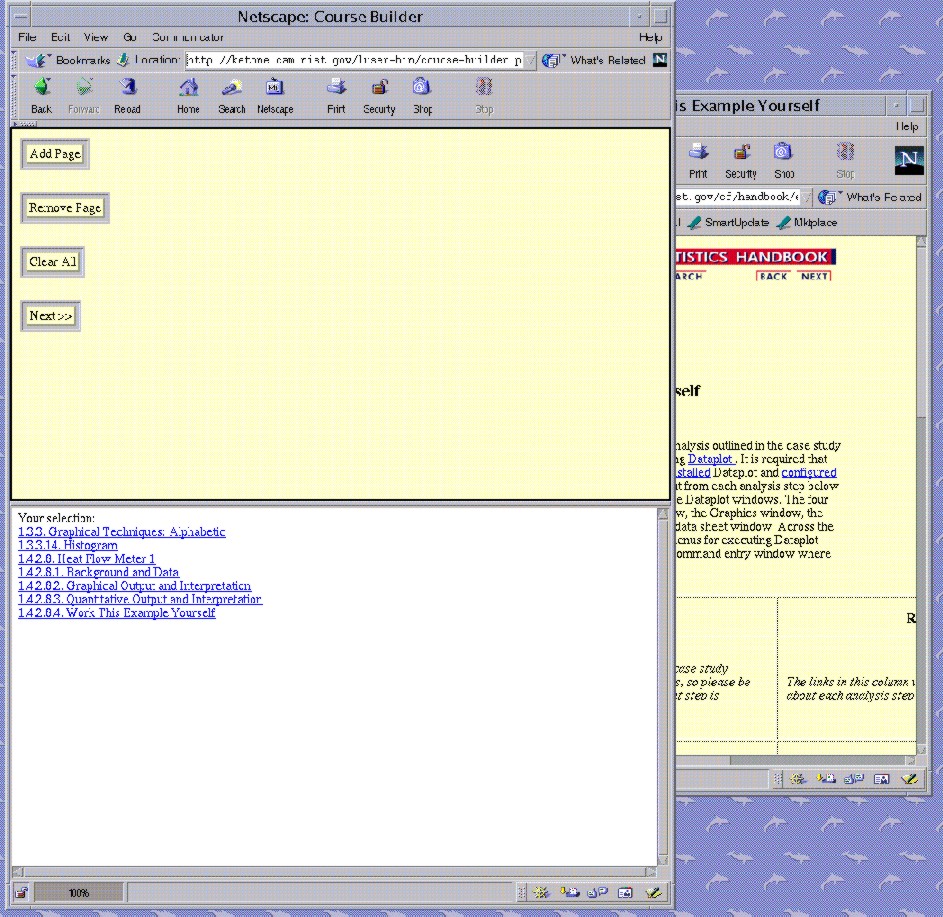 Netscape: Course Builder
File Edit View Go Communicator Help
Bookmarks Location: http://ketone.cam.nist.gov/luser-bin/course-builder.p What's Related
Back Forward Reload Home Search Netscape Print Security Shop Stop
Add Page
Remove Page
Clear All
Next >>
Your selection:
1.3.3. Graphical Techniques: Alphabetic
1.3.3.14. Histogram
1.4.2.8. Heat Flow Meter 1
1.4.2.8.1. Background and Data
1.4.2.8.2. Graphical Output and Interpretation
1.4.2.8.3. Quantitative Output and Interpretation
1.4.2.8.4. Work This Example Yourself
100%
is Example Yourself
Help
Print Security Shop Stop
st.gov/cf/handbook/e What's Related
SmartUpdate Mktplace
TISTICS HANDBOOK
ARCH BACK NEXT
self
nalysis outlined in the case study
ng Dataplot . It is required that
stalled Dataplot and configured
ut from each analysis step below
e Dataplot windows. The four
w, the Graphics window, the
data sheet window. Across the
enus for executing Dataplot
ommand entry window where
R
case study
s, so please be
t step is
The links in this column w
about each analysis step